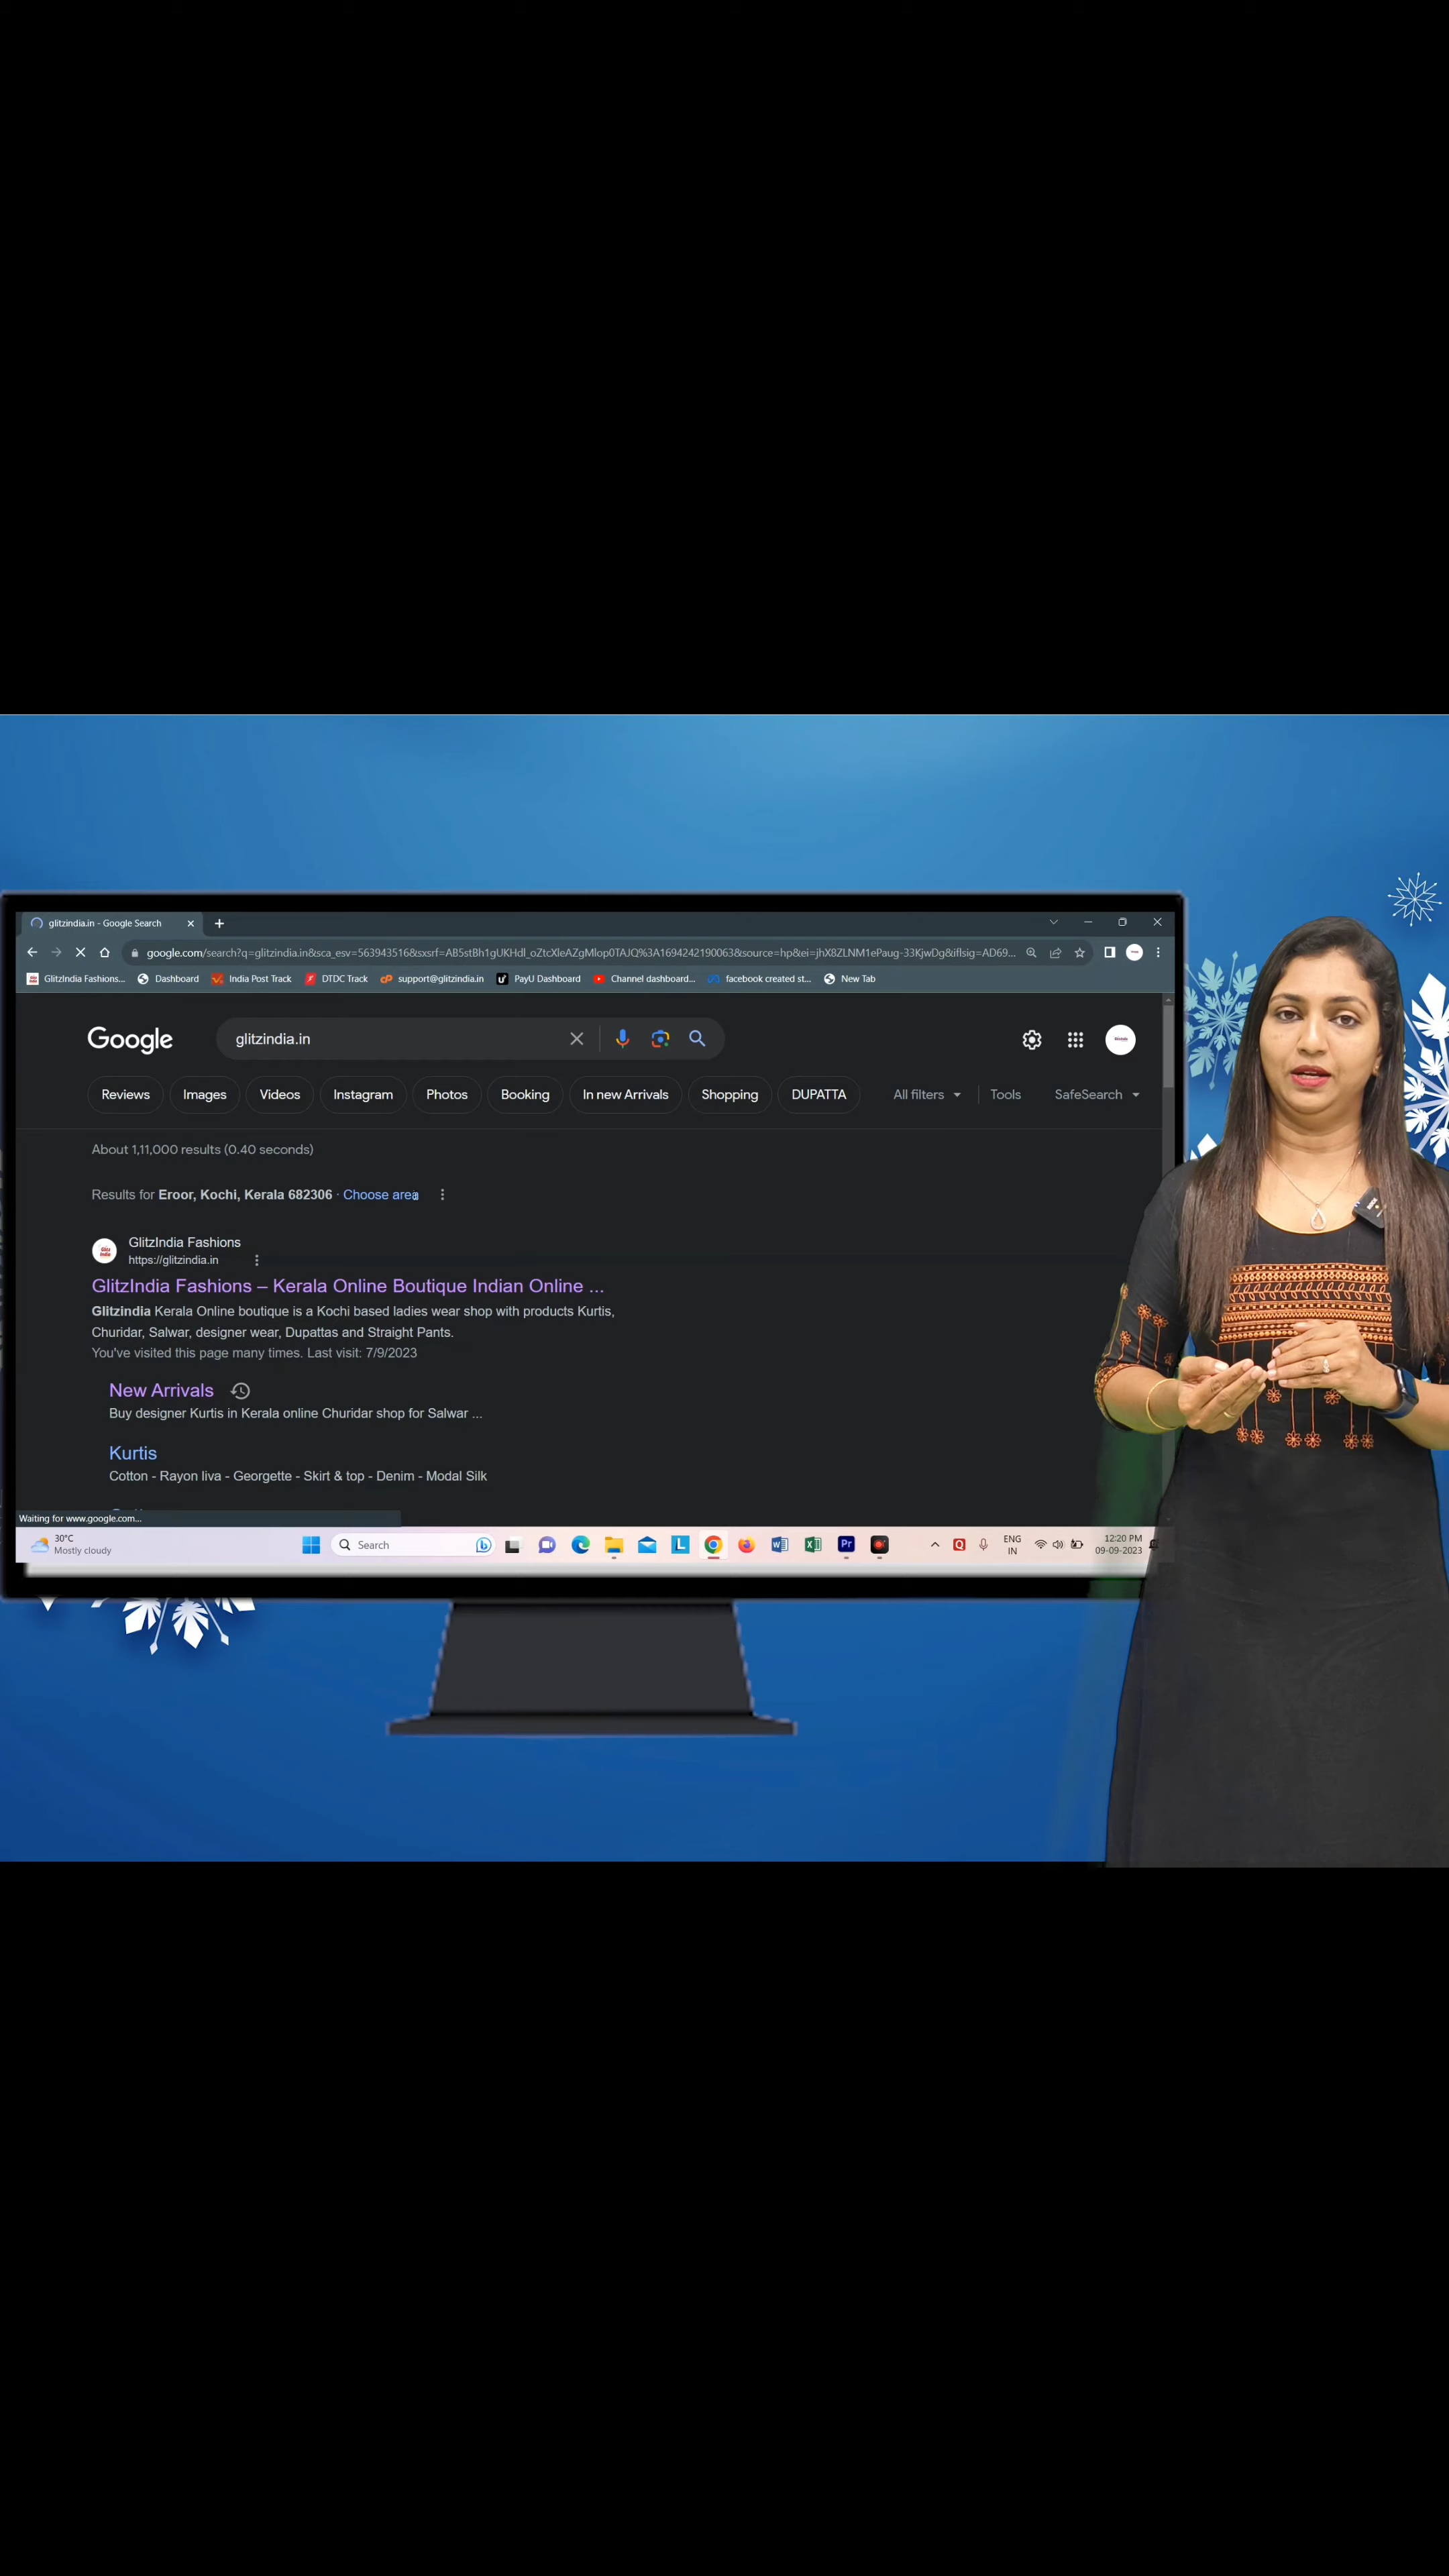 glitzindia.in - Google Search
google.com/search?q=glitzindia.in&sca_esv=563943516&sxsrf=AB5stBh1gUKHdl_oZtcXleAZgMlop0TAJQ%3A1694242190063&source=hp&ei=jhX8ZLNM1ePaug-33KjwDg&iflsig=AD69...
GlitzIndia Fashions... Dashboard India Post Track DTDC Track support@glitzindia.in PayU Dashboard Channel dashboard... facebook created st... New Tab
Google glitzindia.in
Reviews Images Videos Instagram Photos Booking In new Arrivals Shopping DUPATTA All filters Tools SafeSearch
About 1,11,000 results (0.40 seconds)
Results for Eroor, Kochi, Kerala 682306 · Choose area
GlitzIndia Fashions
https://glitzindia.in
GlitzIndia Fashions – Kerala Online Boutique Indian Online ...
Glitzindia Kerala Online boutique is a Kochi based ladies wear shop with products Kurtis,
Churidar, Salwar, designer wear, Dupattas and Straight Pants.
You've visited this page many times. Last visit: 7/9/2023
New Arrivals
Buy designer Kurtis in Kerala online Churidar shop for Salwar ...
Kurtis
Cotton - Rayon liva - Georgette - Skirt & top - Denim - Modal Silk
Waiting for www.google.com...
30°C
Mostly cloudy
Search
ENG
IN
12:20 PM
09-09-2023